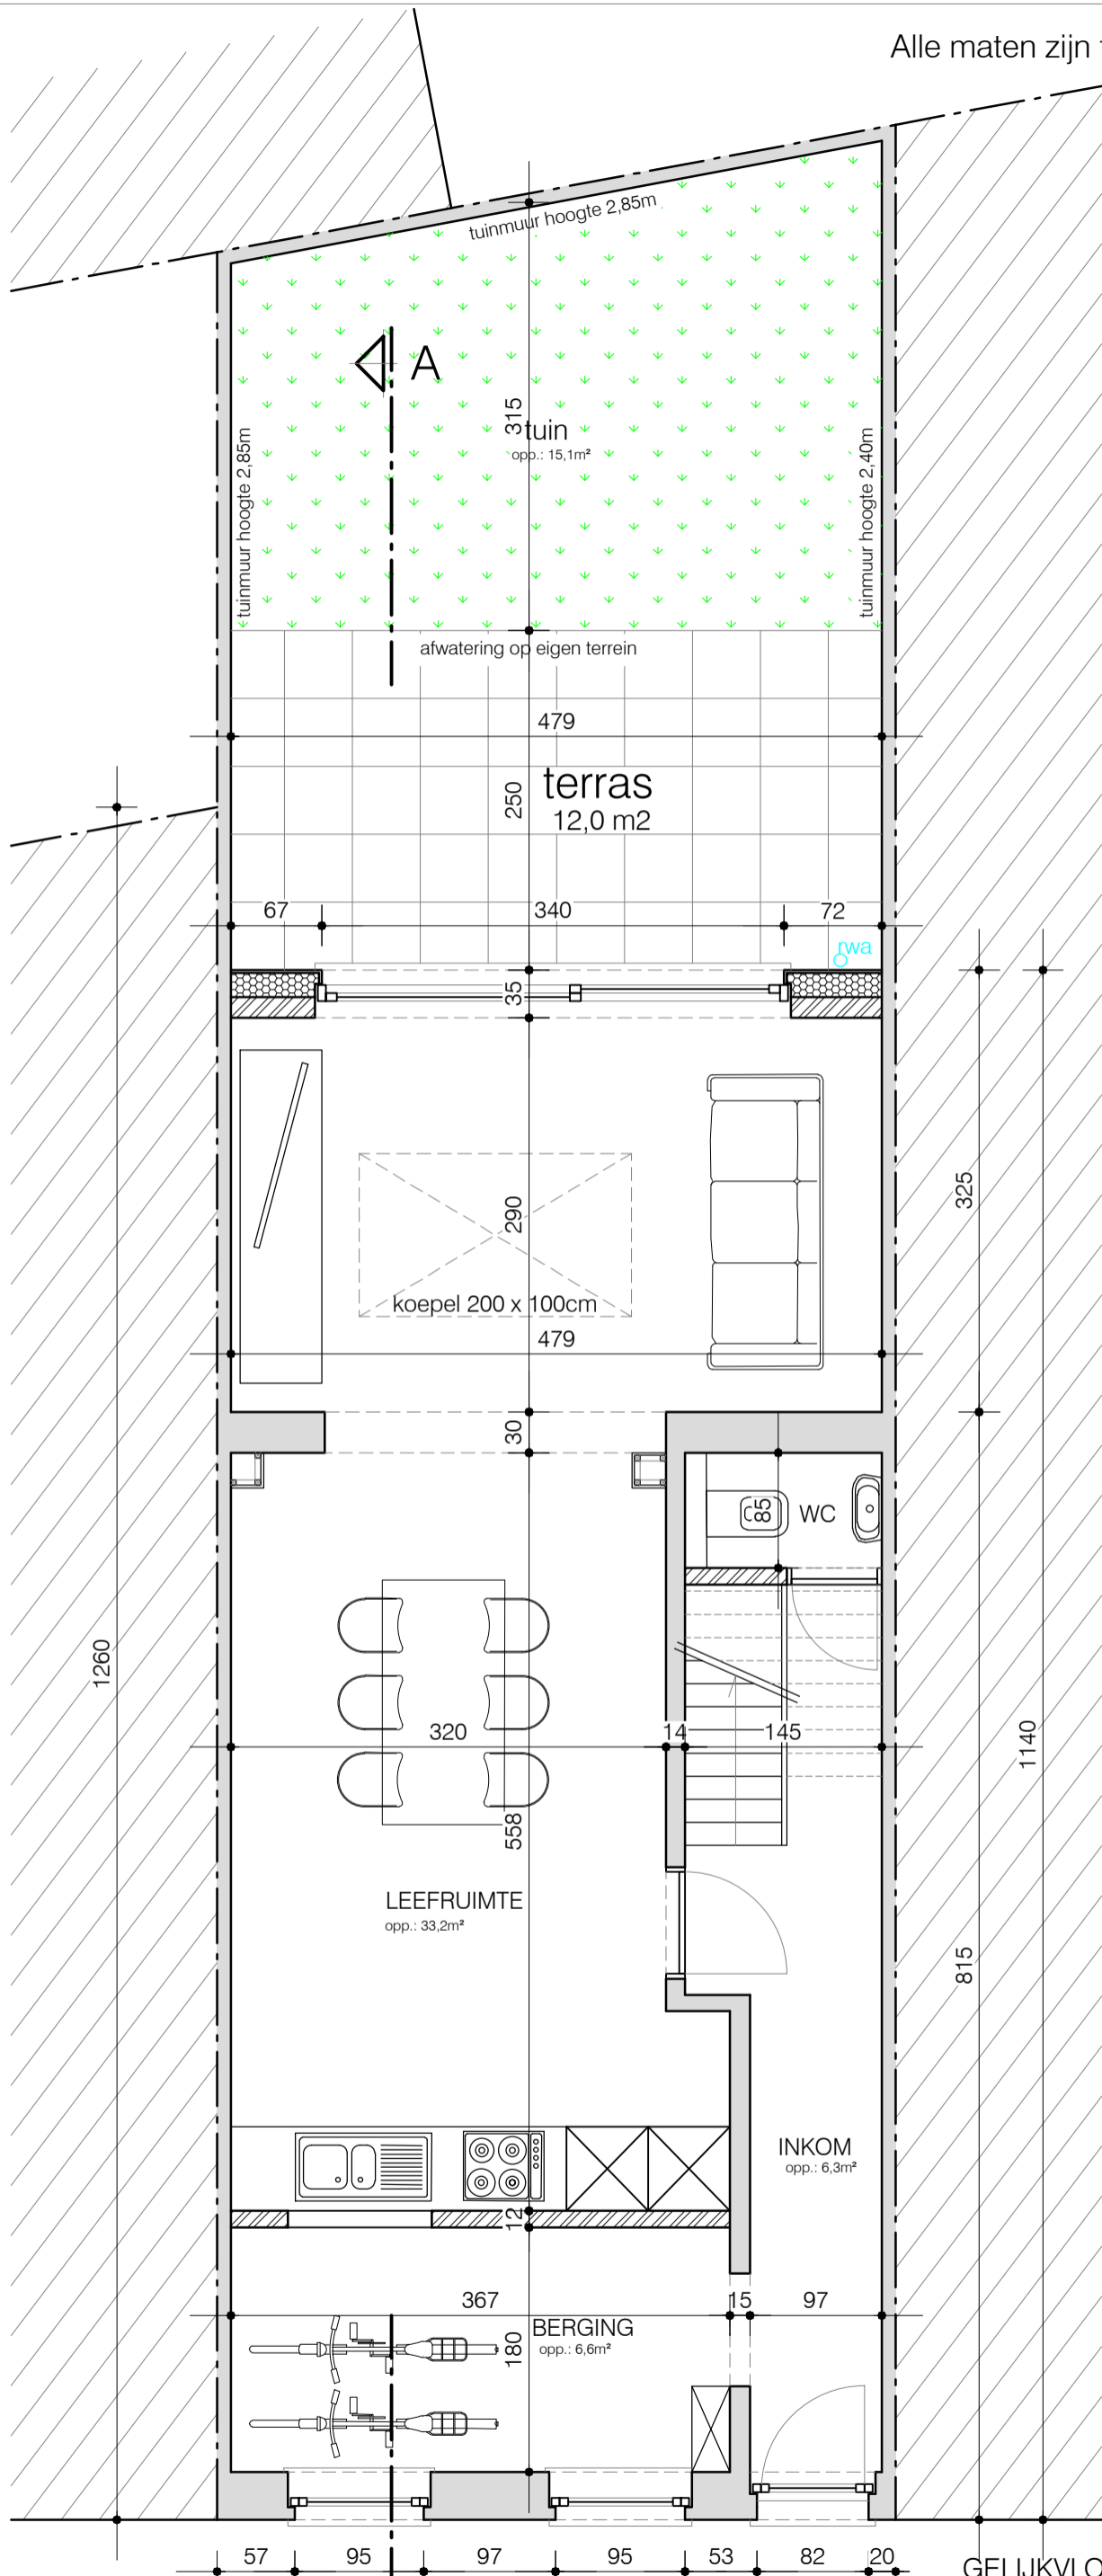 Alle maten zijn
tuinmuur hoogte 2,85m
A
315
tuin
opp.: 15,1m²
tuinmuur hoogte 2,85m
tuinmuur hoogte 2,40m
afwatering op eigen terrein
479
terras
250
12,0 m2
67
340
72
rwa
35
325
290
koepel 200 x 100cm
479
30
85
WC
1260
320
14
145
1140
558
LEEFRUIMTE
opp.: 33,2m²
815
INKOM
opp.: 6,3m²
12
367
15
97
BERGING
opp.: 6,6m²
180
57
95
97
95
53
82
20
GELIJKVLO